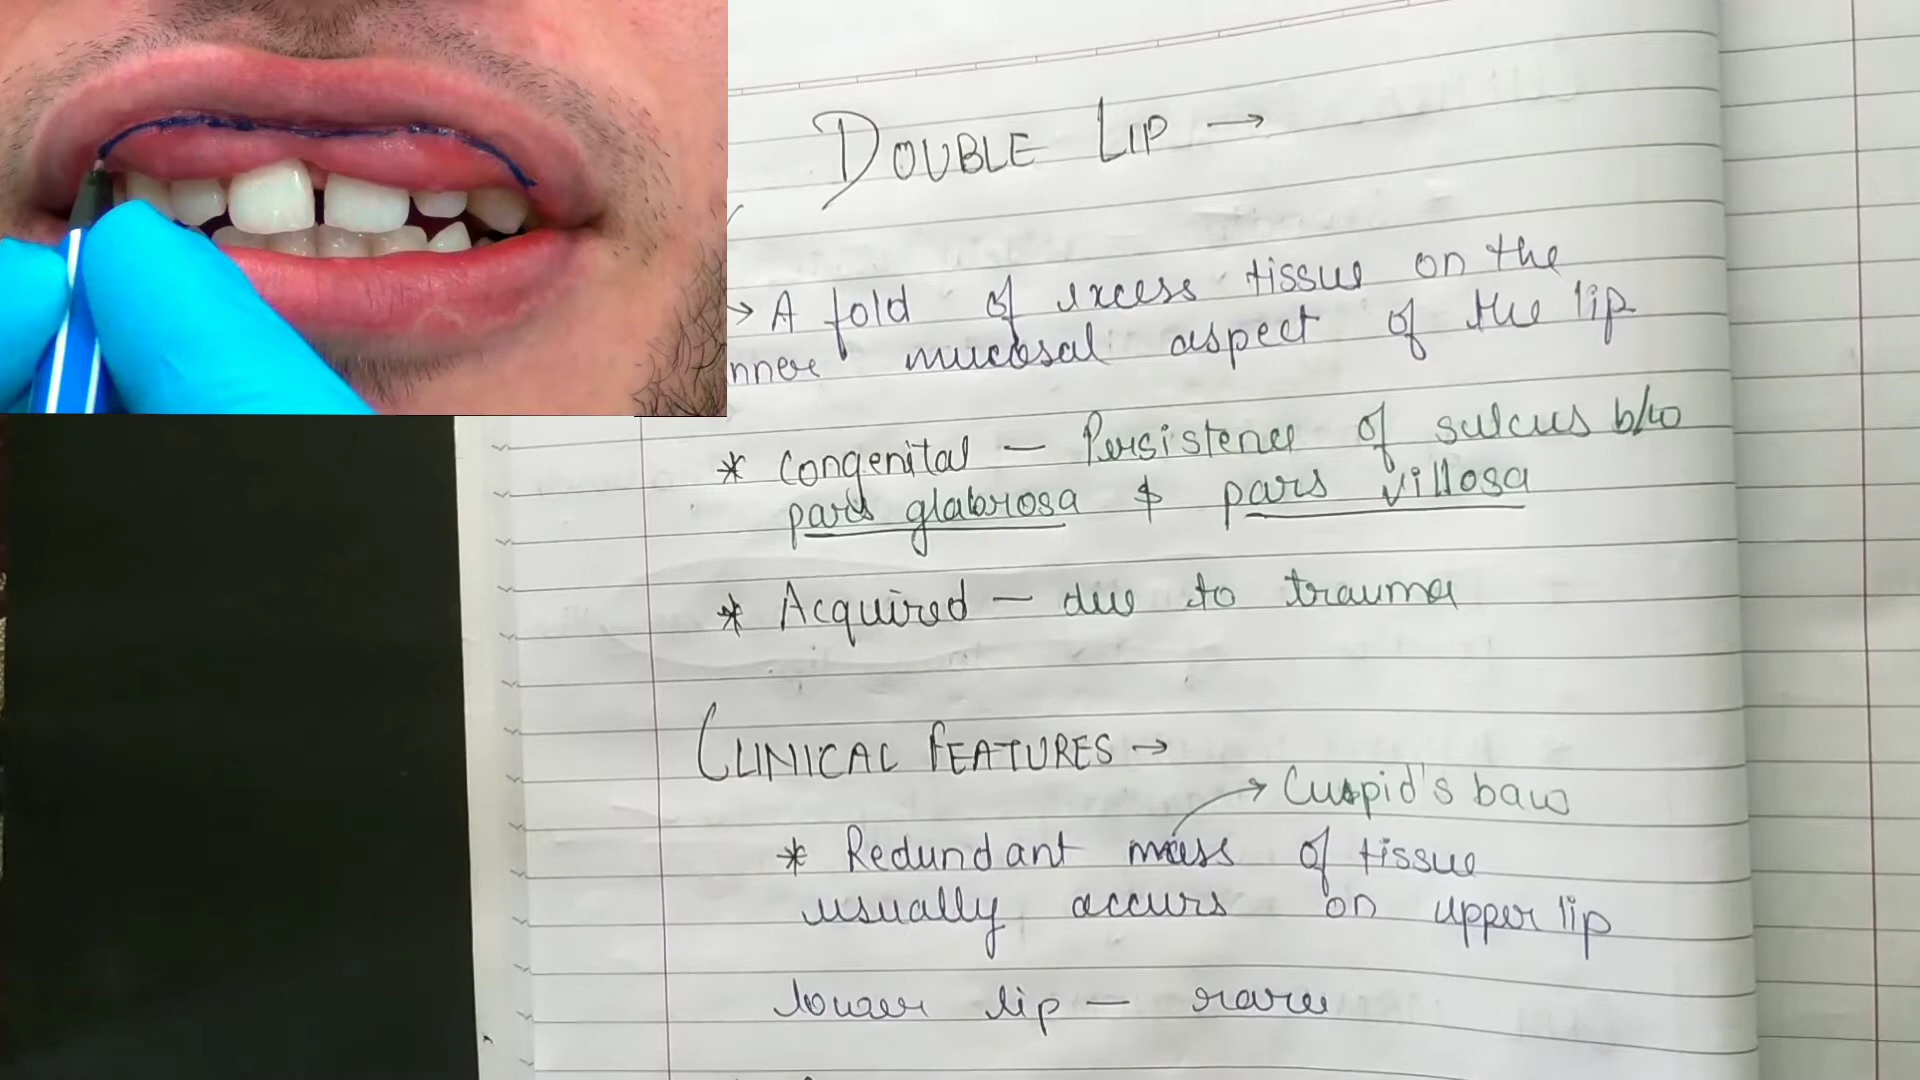 DOUBLE LIP →
→ A fold of excess tissue on the
nner mucosal aspect of the lip
* Congenital - Persistence of sulcus b/w
pars glabrosa & pars villosa
* Acquired - due to trauma
CLINICAL FEATURES →
→ Cuspid's baw
* Redundant mass of tissue
usually occurs on upper lip
lower lip - rare